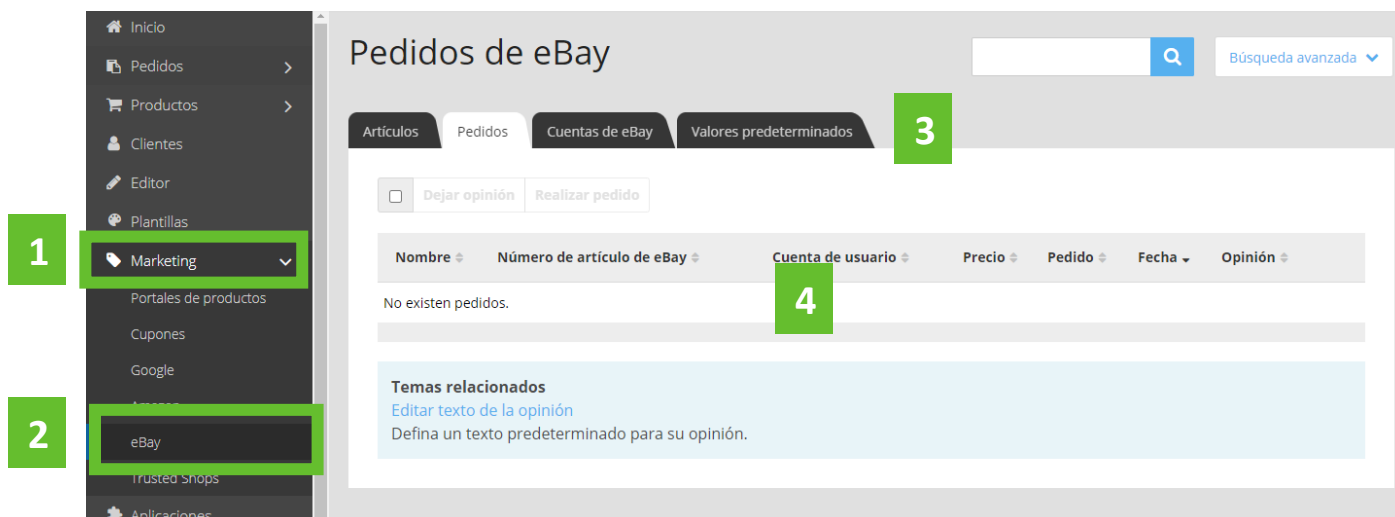 Inicio
Pedidos
Productos
Clientes
Editor
Plantillas
1
Marketing
Portales de productos
Cupones
Google
Amazon
2
eBay
Trusted Shops
Aplicaciones
Pedidos de eBay
Búsqueda avanzada
Artículos Pedidos Cuentas de eBay Valores predeterminados
3
Dejar opinión Realizar pedido
Nombre Número de artículo de eBay Cuenta de usuario Precio Pedido Fecha Opinión
No existen pedidos.
4
Temas relacionados
Editar texto de la opinión
Defina un texto predeterminado para su opinión.